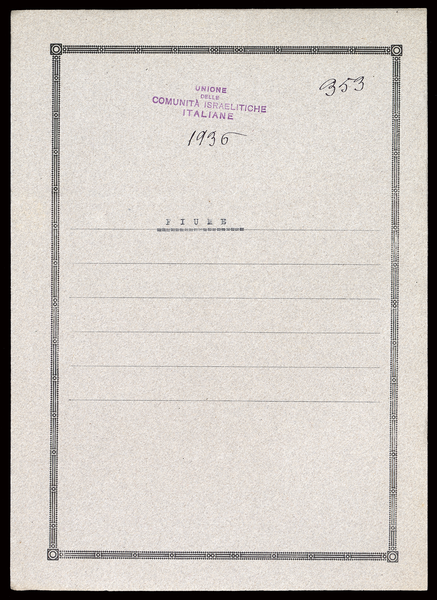 353
UNIONE
DELLE
COMUNITÀ ISRAELITICHE
ITALIANE
1936
FIUME